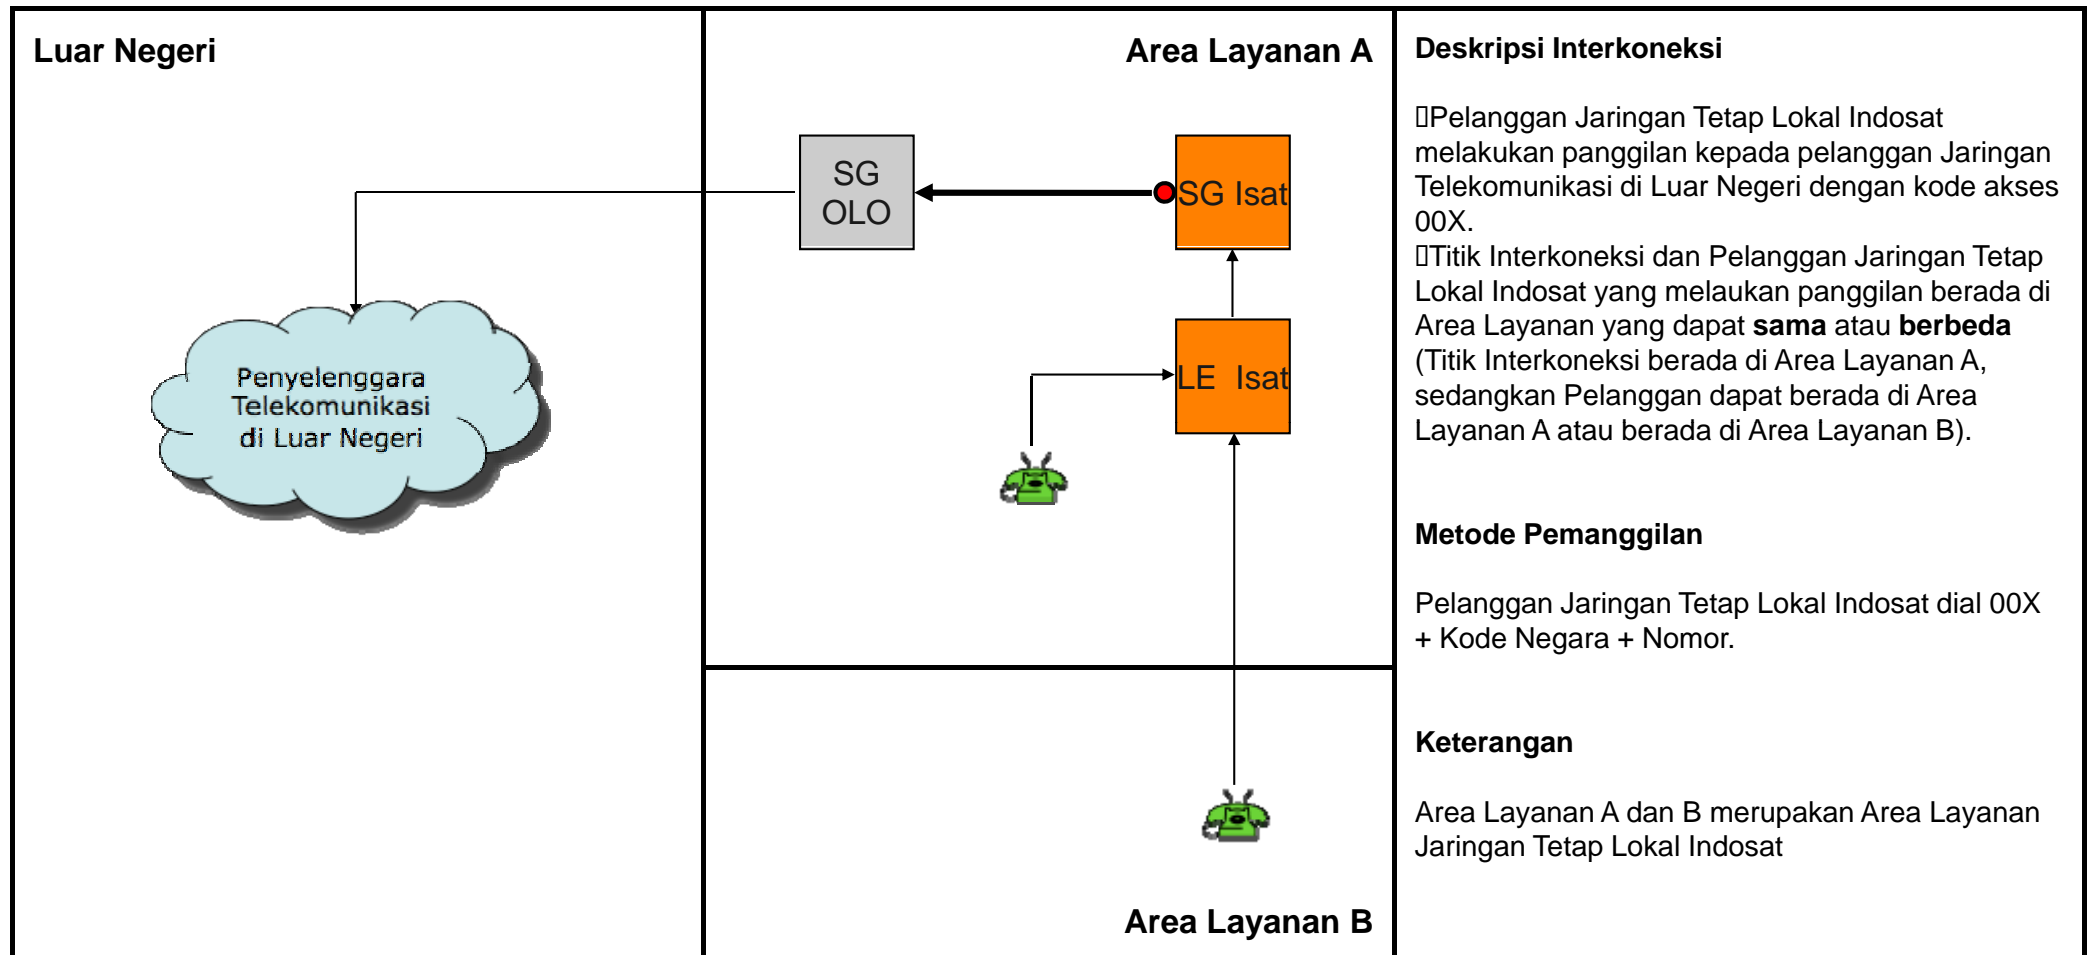 Luar Negeri
Area Layanan A
SG
OLO
SG Isat
LE Isat
Penyelenggara
Telekomunikasi
di Luar Negeri
Area Layanan B
Deskripsi Interkoneksi
▯Pelanggan Jaringan Tetap Lokal Indosat
melakukan panggilan kepada pelanggan Jaringan
Telekomunikasi di Luar Negeri dengan kode akses
00X.
▯Titik Interkoneksi dan Pelanggan Jaringan Tetap
Lokal Indosat yang melaukan panggilan berada di
Area Layanan yang dapat sama atau berbeda
(Titik Interkoneksi berada di Area Layanan A,
sedangkan Pelanggan dapat berada di Area
Layanan A atau berada di Area Layanan B).
Metode Pemanggilan
Pelanggan Jaringan Tetap Lokal Indosat dial 00X
+ Kode Negara + Nomor.
Keterangan
Area Layanan A dan B merupakan Area Layanan
Jaringan Tetap Lokal Indosat